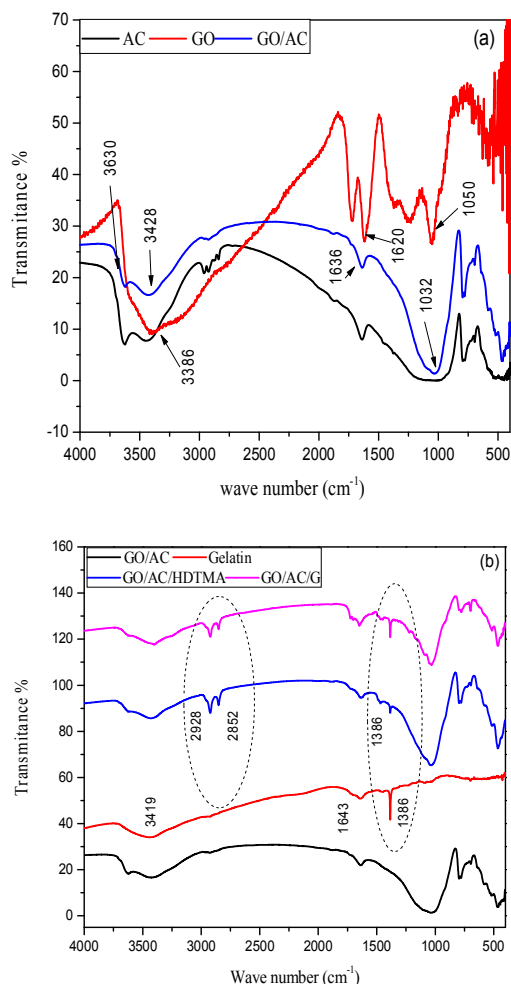 (a)
AC GO GO/AC
70
60
50
40
30
20
10
0
-10
Transmitance %
3630
3428
3386
1636
1620
1032
1050
4000 3500 3000 2500 2000 1500 1000 500
wave number (cm-1)
(b)
GO/AC Gelatin
GO/AC/HDTMA GO/AC/G
160
140
120
100
80
60
40
20
0
Transmitance %
2928
2852
1386
3419
1643
1386
4000 3500 3000 2500 2000 1500 1000 500
Wave number (cm-1)